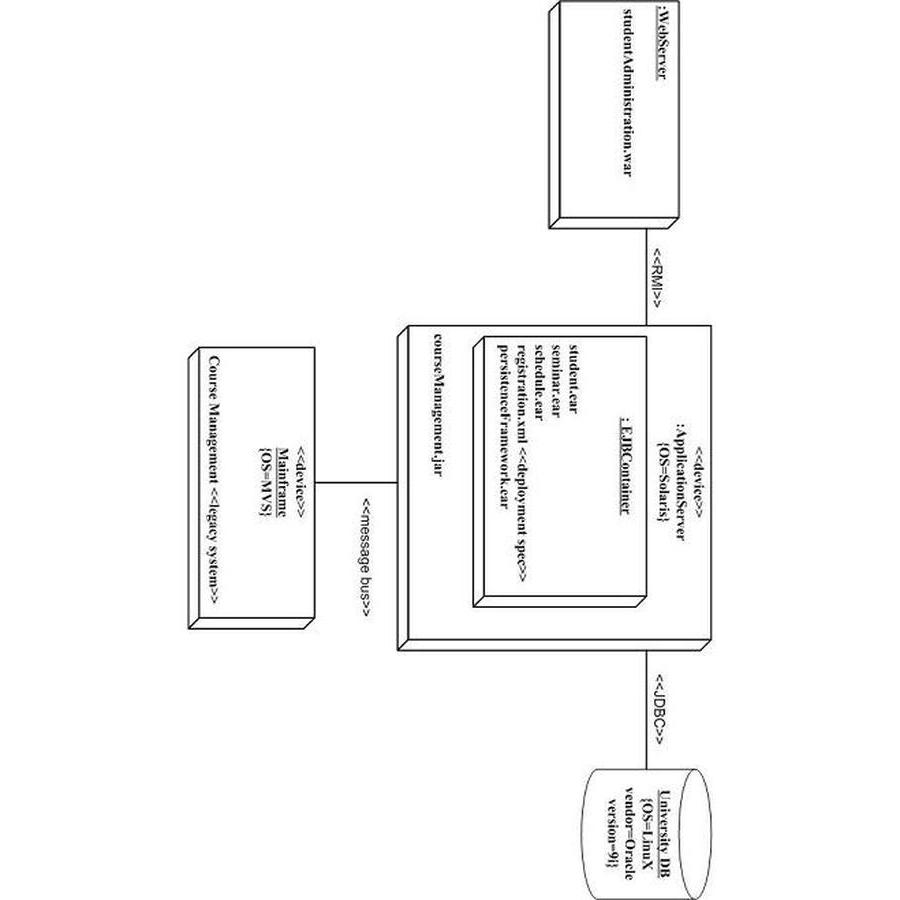 :WebServer
studentAdministration.war
<<RMI>>
<<device>>
:ApplicationServer
{OS=Solaris}
: EJBContainer
student.ear
seminar.ear
schedule.ear
registration.xml <<deployment spec>>
persistenceFramework.ear
courseManagement.jar
<<JDBC>>
University DB
{OS=LinuX
vendor=Oracle
version=9i}
<<message bus>>
<<device>>
Mainframe
{OS=MVS}
Course Management <<legacy system>>